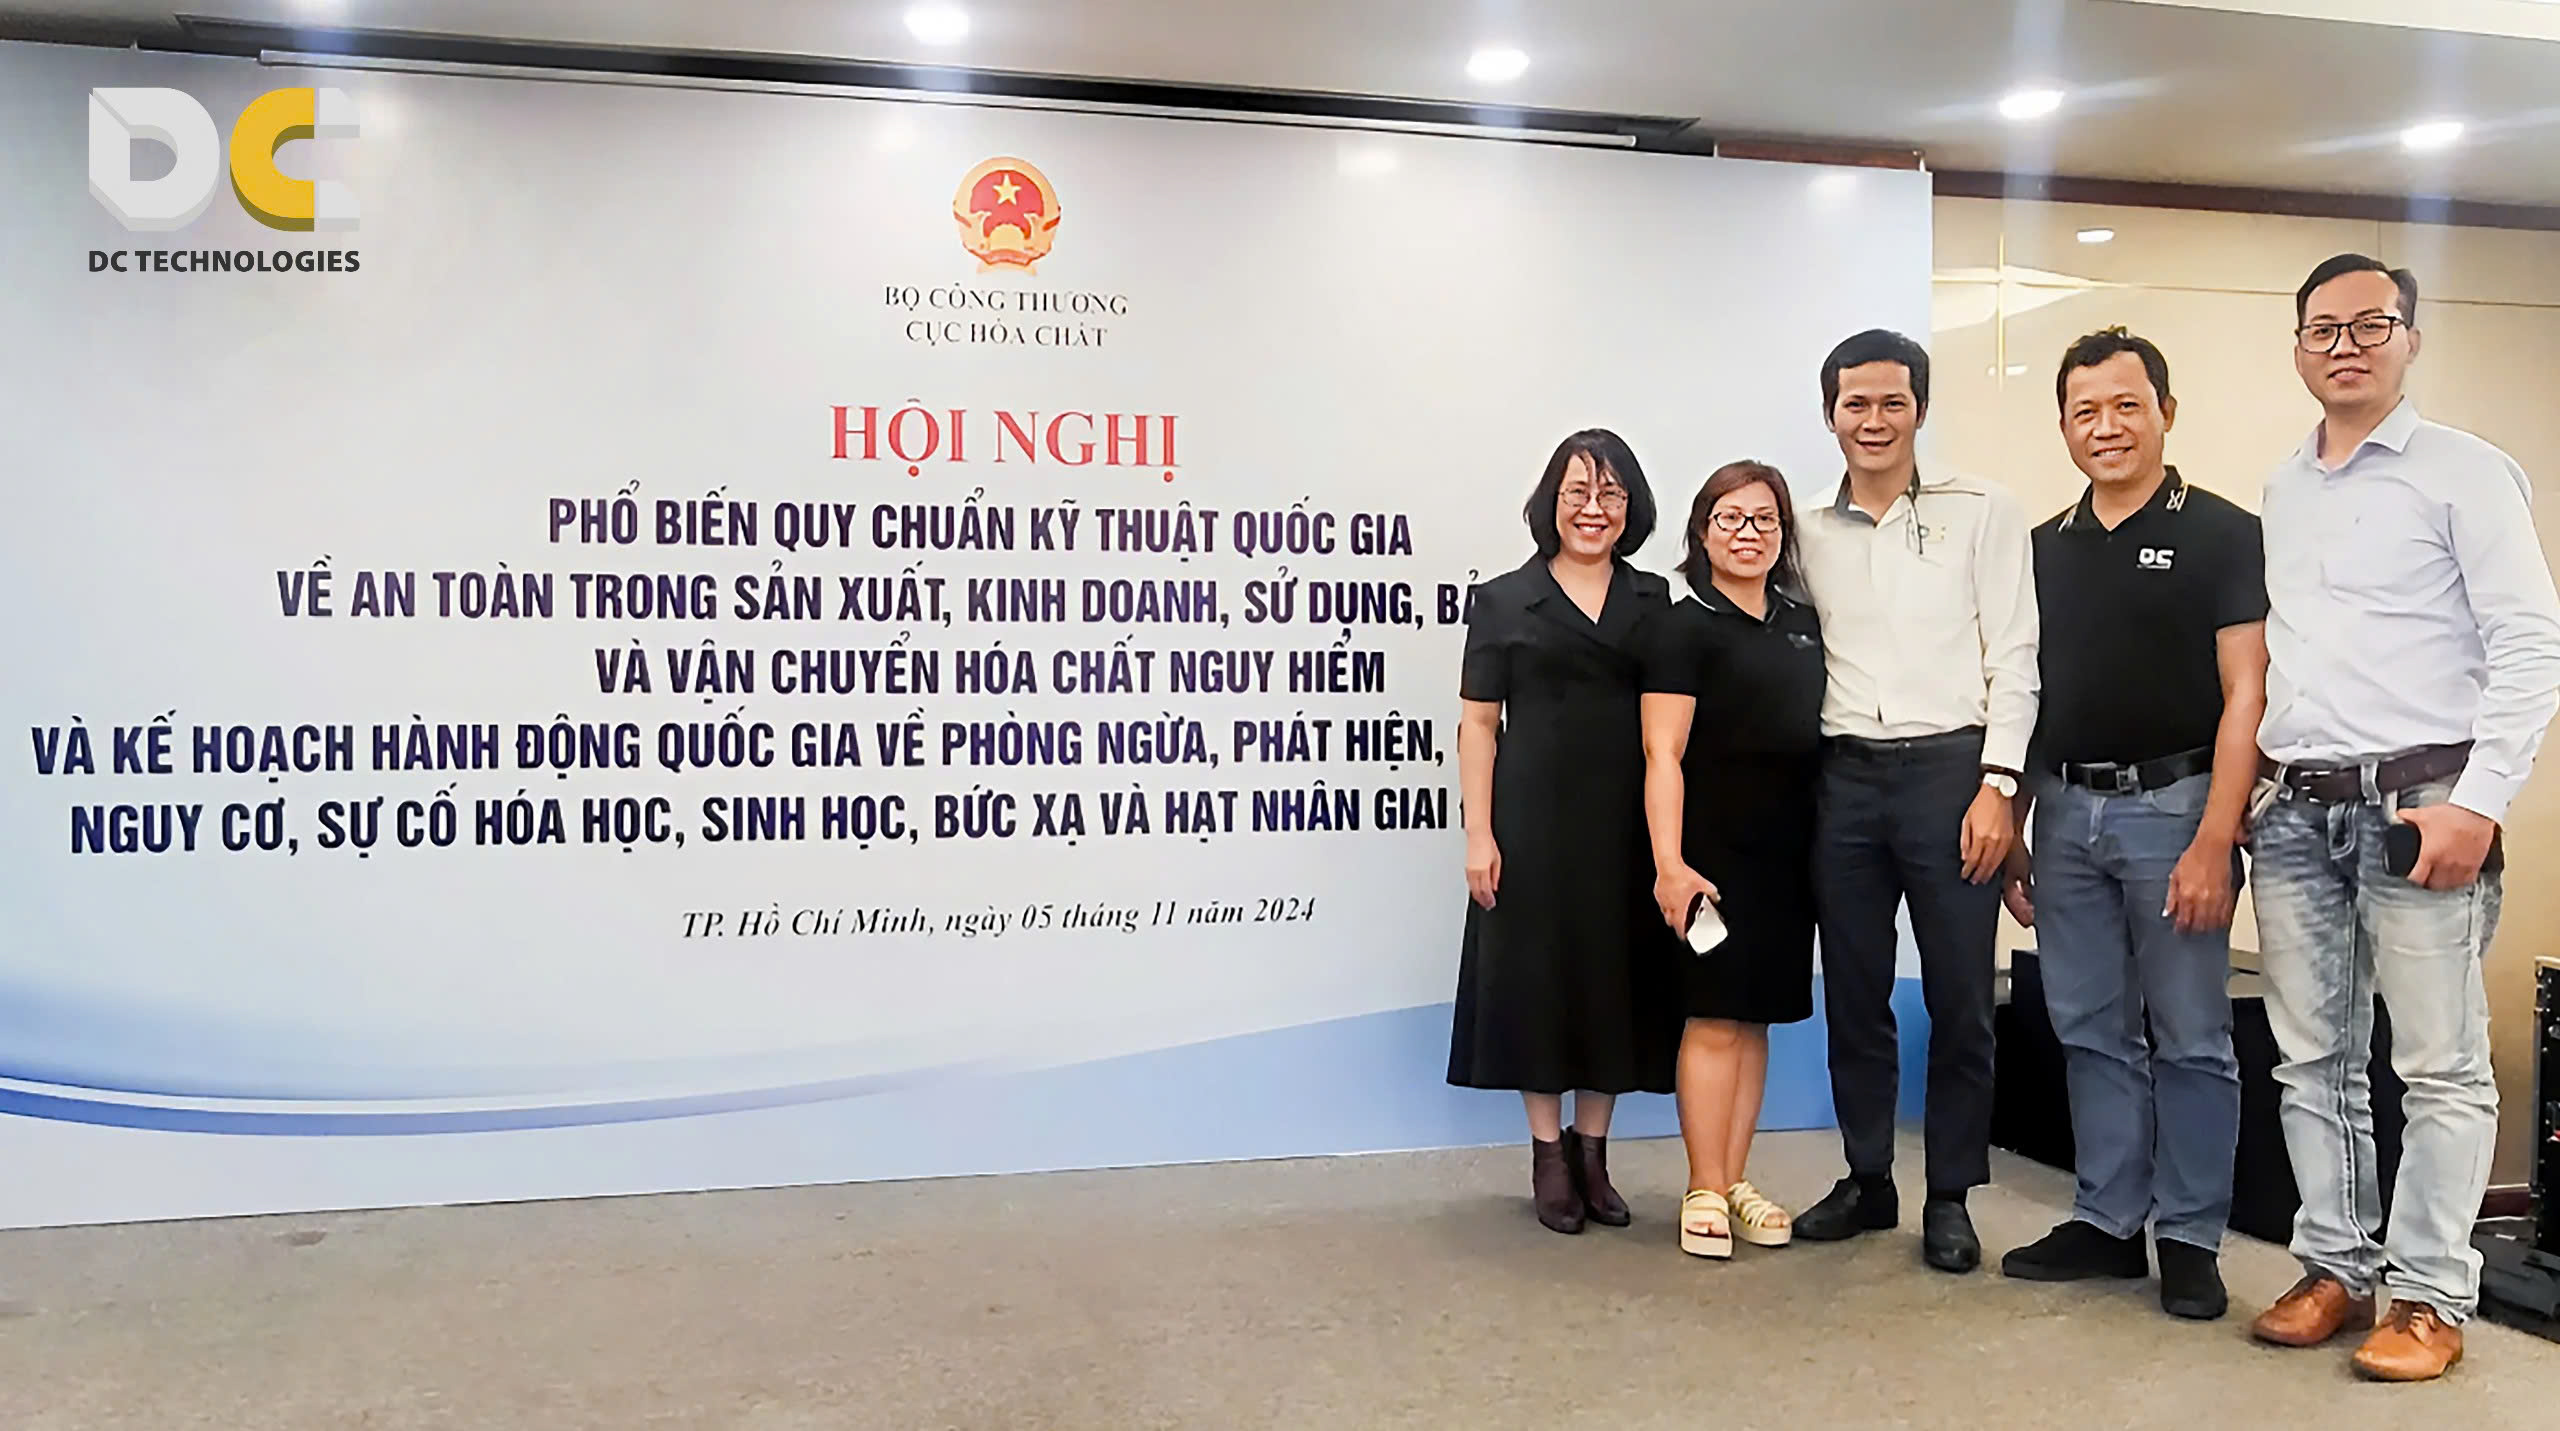 DC
DC TECHNOLOGIES
BỘ CÔNG THƯƠNG
CỤC HÓA CHẤT
HỘI NGHỊ
PHỔ BIẾN QUY CHUẨN KỸ THUẬT QUỐC GIA
VỀ AN TOÀN TRONG SẢN XUẤT, KINH DOANH, SỬ DỤNG,
VÀ VẬN CHUYỂN HÓA CHẤT NGUY HIỂM
VÀ KẾ HOẠCH HÀNH ĐỘNG QUỐC GIA VỀ PHÒNG NGỪA, PHÁT HIỆN,
NGUY CƠ, SỰ CỐ HÓA HỌC, SINH HỌC, BỨC XẠ VÀ HẠT NHÂN GIAI
TP. Hồ Chí Minh, ngày 05 tháng 11 năm 2024
DC